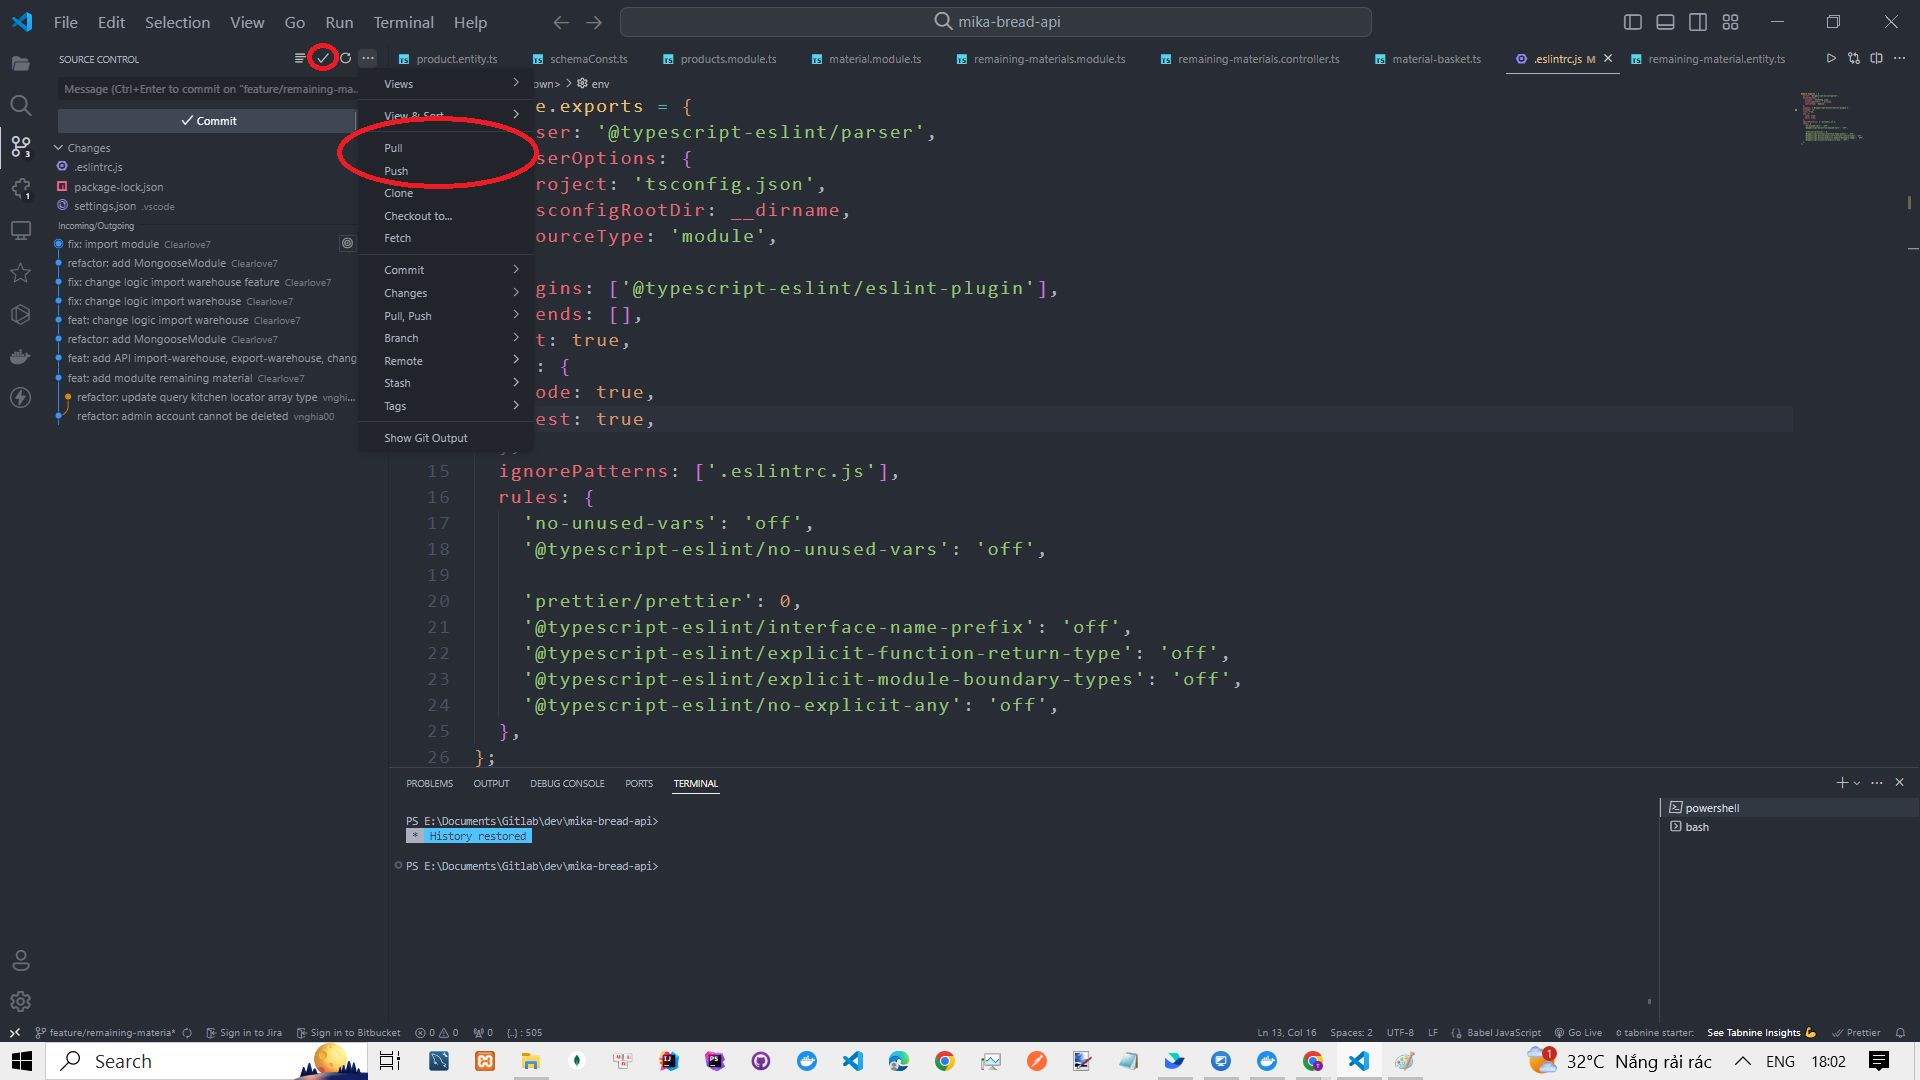 File Edit Selection View Go Run Terminal Help
mika-bread-api
SOURCE CONTROL
product.entity.ts
schemaConst.ts
products.module.ts
material.module.ts
remaining-materials.module.ts
remaining-materials.controller.ts
material-basket.ts
.eslintrc.js M
remaining-material.entity.ts
Message (Ctrl+Enter to commit on "feature/remaining-ma...
Commit
Changes
.eslintrc.js
package-lock.json
settings.json .vscode
Incoming/Outgoing
fix: import module Clearlove7
refactor: add MongooseModule Clearlove7
fix: change logic import warehouse feature Clearlove7
fix: change logic import warehouse Clearlove7
feat: change logic import warehouse Clearlove7
refactor: add MongooseModule Clearlove7
feat: add API import-warehouse, export-warehouse, chang
feat: add modulte remaining material Clearlove7
refactor: update query kitchen locator array type vnghi...
refactor: admin account cannot be deleted vnghia00
3
1
Views
View & Sort
Pull
Push
Clone
Checkout to...
Fetch
Commit
Changes
Pull, Push
Branch
Remote
Stash
Tags
Show Git Output
own> env
e.exports = {
ser: '@typescript-eslint/parser',
serOptions: {
roject: 'tsconfig.json',
sconfigRootDir: __dirname,
ourceType: 'module',
gins: ['@typescript-eslint/eslint-plugin'],
ends: [],
t: true,
: {
ode: true,
est: true,
15 ignorePatterns: ['.eslintrc.js'],
16 rules: {
17 'no-unused-vars': 'off',
18 '@typescript-eslint/no-unused-vars': 'off',
19
20 'prettier/prettier': 0,
21 '@typescript-eslint/interface-name-prefix': 'off',
22 '@typescript-eslint/explicit-function-return-type': 'off',
23 '@typescript-eslint/explicit-module-boundary-types': 'off',
24 '@typescript-eslint/no-explicit-any': 'off',
25 },
26 };
PROBLEMS OUTPUT DEBUG CONSOLE PORTS TERMINAL
PS E:\Documents\Gitlab\dev\mika-bread-api>
* History restored
PS E:\Documents\Gitlab\dev\mika-bread-api>
powershell
bash
feature/remaining-materia* Sign in to Jira Sign in to Bitbucket 0 0 0 {..} : 505
Ln 13, Col 16 Spaces: 2 UTF-8 LF Babel JavaScript Go Live tabnine starter: See Tabnine Insights Prettier
Search
1 32°C Nắng rải rác ENG 18:02